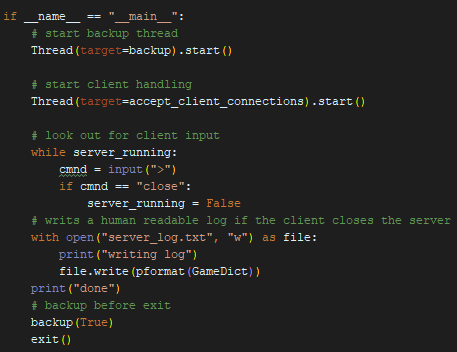 if __name__ == "__main__":
    # start backup thread
    Thread(target=backup).start()

    # start client handling
    Thread(target=accept_client_connections).start()

    # look out for client input
    while server_running:
        cmnd = input(">")
        if cmnd == "close":
            server_running = False
    # writs a human readable log if the client closes the server
    with open("server_log.txt", "w") as file:
        print("writing log")
        file.write(pformat(GameDict))
    print("done")
    # backup before exit
    backup(True)
    exit()